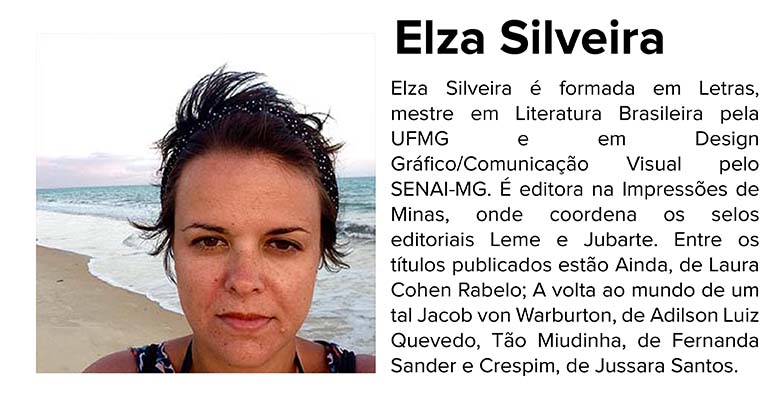 Elza Silveira
Elza Silveira é formada em Letras,
mestre em Literatura Brasileira pela
UFMG e em Design
Gráfico/Comunicação Visual pelo
SENAI-MG. É editora na Impressões de
Minas, onde coordena os selos
editoriais Leme e Jubarte. Entre os
títulos publicados estão Ainda, de Laura
Cohen Rabelo; A volta ao mundo de um
tal Jacob von Warburton, de Adilson Luiz
Quevedo, Tão Miudinha, de Fernanda
Sander e Crespim, de Jussara Santos.